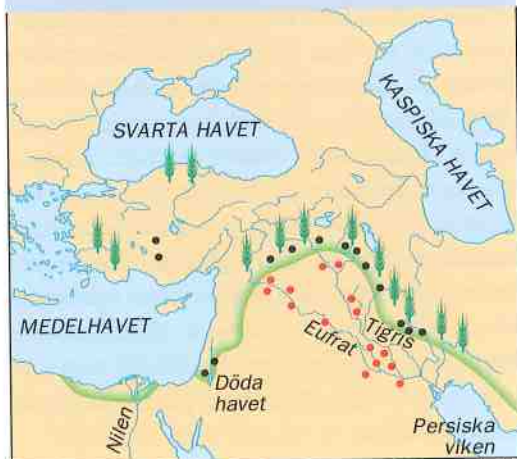 SVARTA HAVET
KASPISKA HAVET
MEDELHAVET
Eufrat
Tigris
Döda
havet
Nilen
Persiska
viken